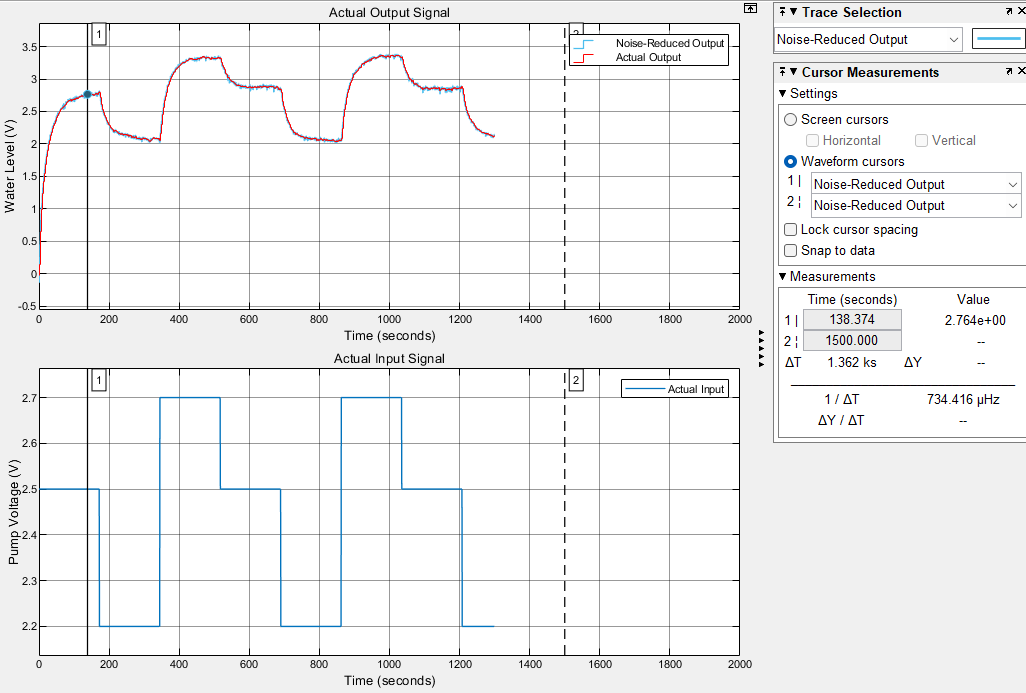 Actual Output Signal
1
2
Noise-Reduced Output
Actual Output
3.5
3
2.5
2
1.5
1
0.5
0
-0.5
Water Level (V)
0 200 400 600 800 1000 1200 1400 1600 1800 2000
Time (seconds)
Actual Input Signal
1
2
Actual Input
2.7
2.6
2.5
2.4
2.3
2.2
Pump Voltage (V)
0 200 400 600 800 1000 1200 1400 1600 1800 2000
Time (seconds)
Trace Selection
Noise-Reduced Output
Cursor Measurements
Settings
Screen cursors
Horizontal Vertical
Waveform cursors
1 | Noise-Reduced Output
2 ¦ Noise-Reduced Output
Lock cursor spacing
Snap to data
Measurements
Time (seconds) Value
1 | 138.374 2.764e+00
2 ¦ 1500.000 --
ΔT 1.362 ks ΔY --
1 / ΔT 734.416 µHz
ΔY / ΔT --